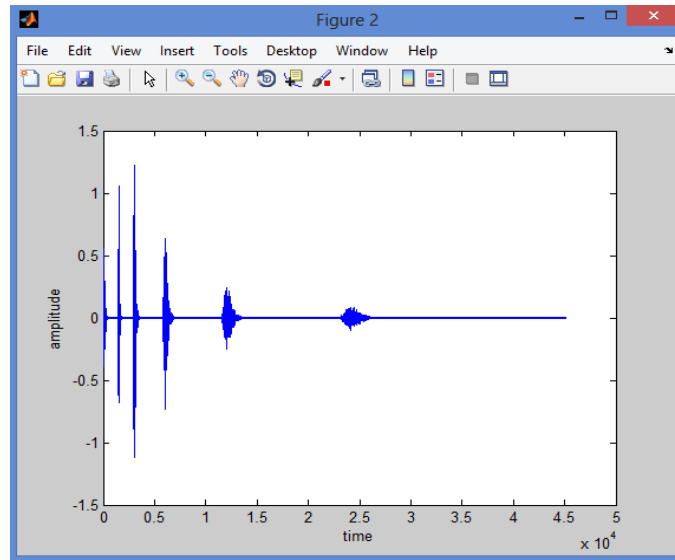 Figure 2
File Edit View Insert Tools Desktop Window Help
1.5
1
0.5
0
-0.5
-1
-1.5
amplitude
0 0.5 1 1.5 2 2.5 3 3.5 4 4.5 5
time
x 10^4